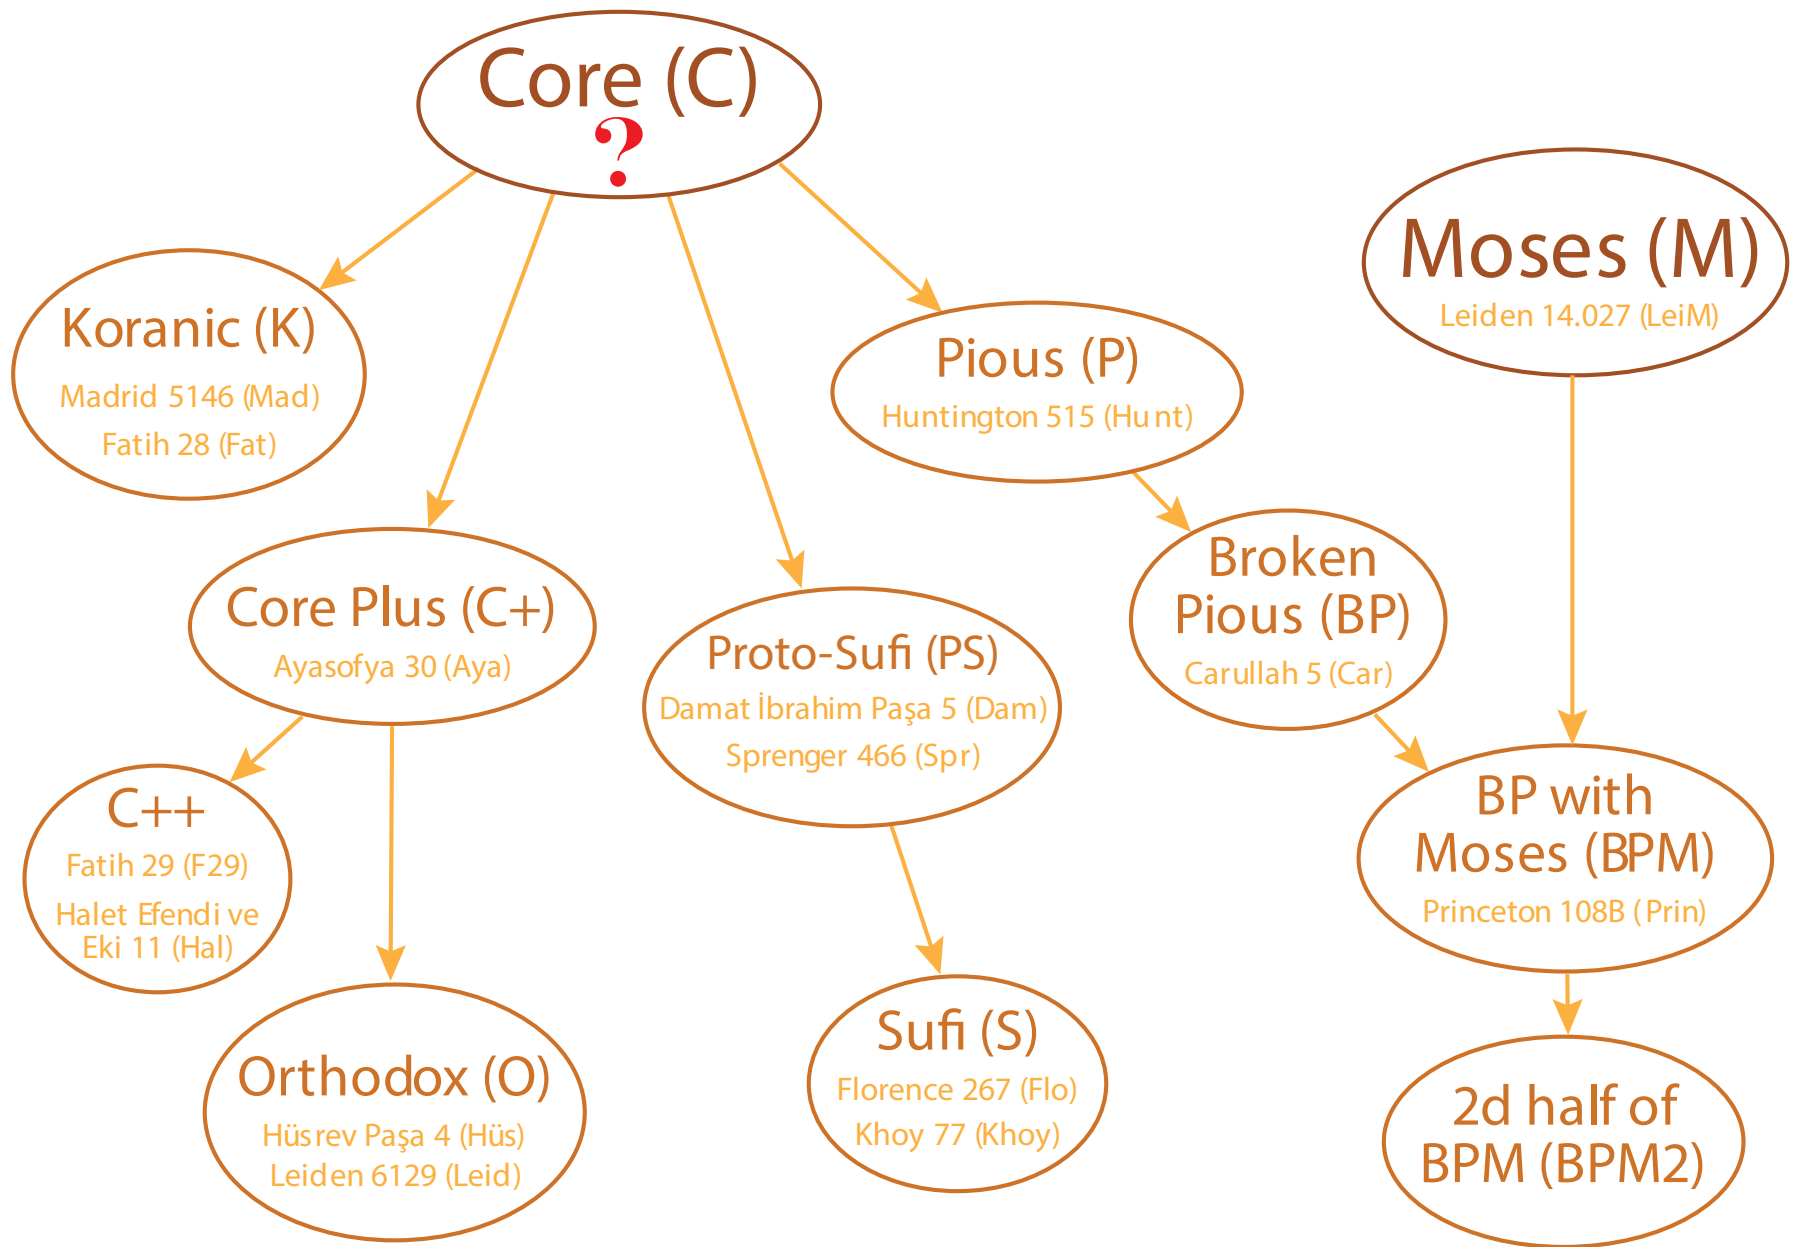 Core (C)
?
Moses (M)
Leiden 14.027 (LeiM)
Koranic (K)
Madrid 5146 (Mad)
Fatih 28 (Fat)
Pious (P)
Huntington 515 (Hunt)
Broken
Pious (BP)
Carullah 5 (Car)
Core Plus (C+)
Ayasofya 30 (Aya)
Proto-Sufi (PS)
Damat İbrahim Paşa 5 (Dam)
Sprenger 466 (Spr)
C++
Fatih 29 (F29)
Halet Efendi ve
Eki 11 (Hal)
BP with
Moses (BPM)
Princeton 108B (Prin)
Orthodox (O)
Hüsrev Paşa 4 (Hüs)
Leiden 6129 (Leid)
Sufi (S)
Florence 267 (Flo)
Khoy 77 (Khoy)
2d half of
BPM (BPM2)